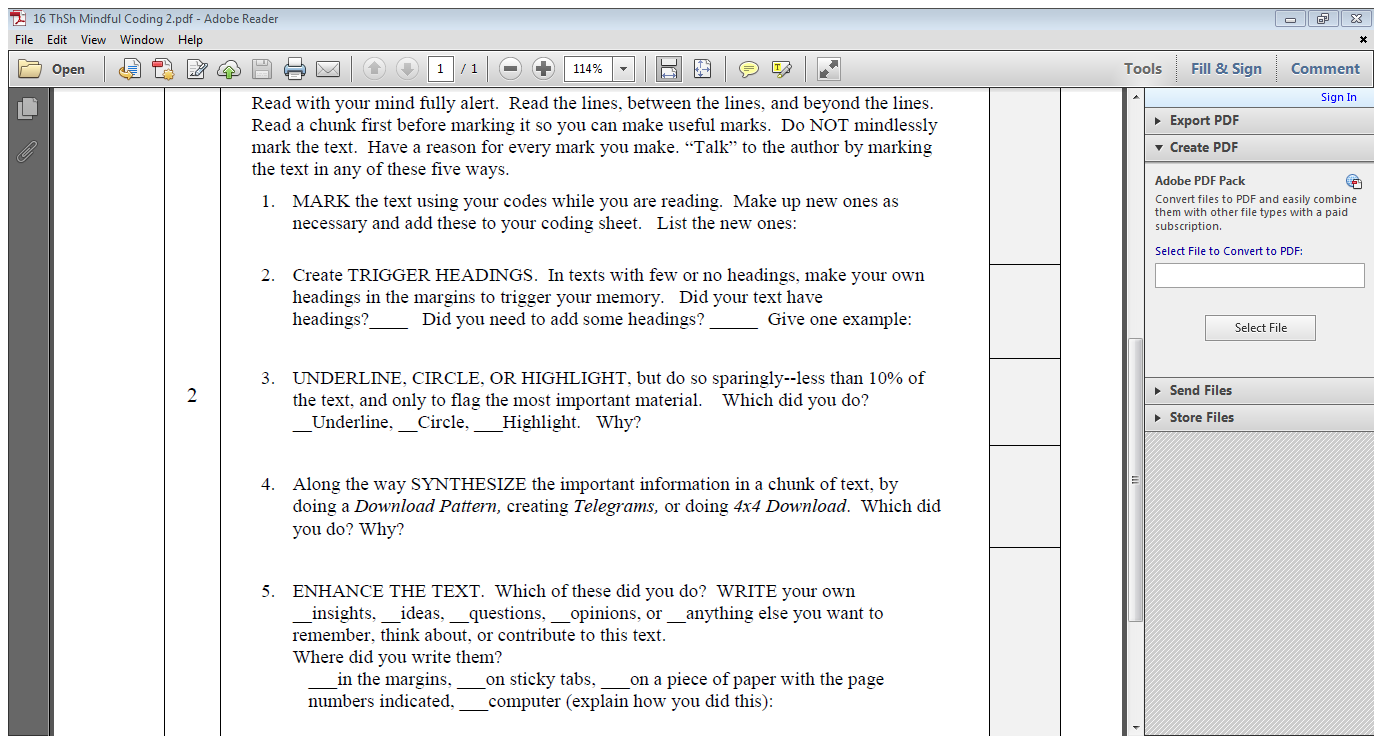 16 ThSh Mindful Coding 2.pdf - Adobe Reader
File Edit View Window Help
Open 1 / 1 114% Tools Fill & Sign Comment
Sign In
Export PDF
Create PDF
Adobe PDF Pack
Convert files to PDF and easily combine
them with other file types with a paid
subscription.
Select File to Convert to PDF:
Select File
Send Files
Store Files
Read with your mind fully alert. Read the lines, between the lines, and beyond the lines.
Read a chunk first before marking it so you can make useful marks. Do NOT mindlessly
mark the text. Have a reason for every mark you make. “Talk” to the author by marking
the text in any of these five ways.
1. MARK the text using your codes while you are reading. Make up new ones as
necessary and add these to your coding sheet. List the new ones:
2. Create TRIGGER HEADINGS. In texts with few or no headings, make your own
headings in the margins to trigger your memory. Did your text have
headings?____ Did you need to add some headings? _____ Give one example:
2
3. UNDERLINE, CIRCLE, OR HIGHLIGHT, but do so sparingly--less than 10% of
the text, and only to flag the most important material. Which did you do?
__Underline, __Circle, ___Highlight. Why?
4. Along the way SYNTHESIZE the important information in a chunk of text, by
doing a Download Pattern, creating Telegrams, or doing 4x4 Download. Which did
you do? Why?
5. ENHANCE THE TEXT. Which of these did you do? WRITE your own
__insights, __ideas, __questions, __opinions, or __anything else you want to
remember, think about, or contribute to this text.
Where did you write them?
___in the margins, ___on sticky tabs, ___on a piece of paper with the page
numbers indicated, ___computer (explain how you did this):